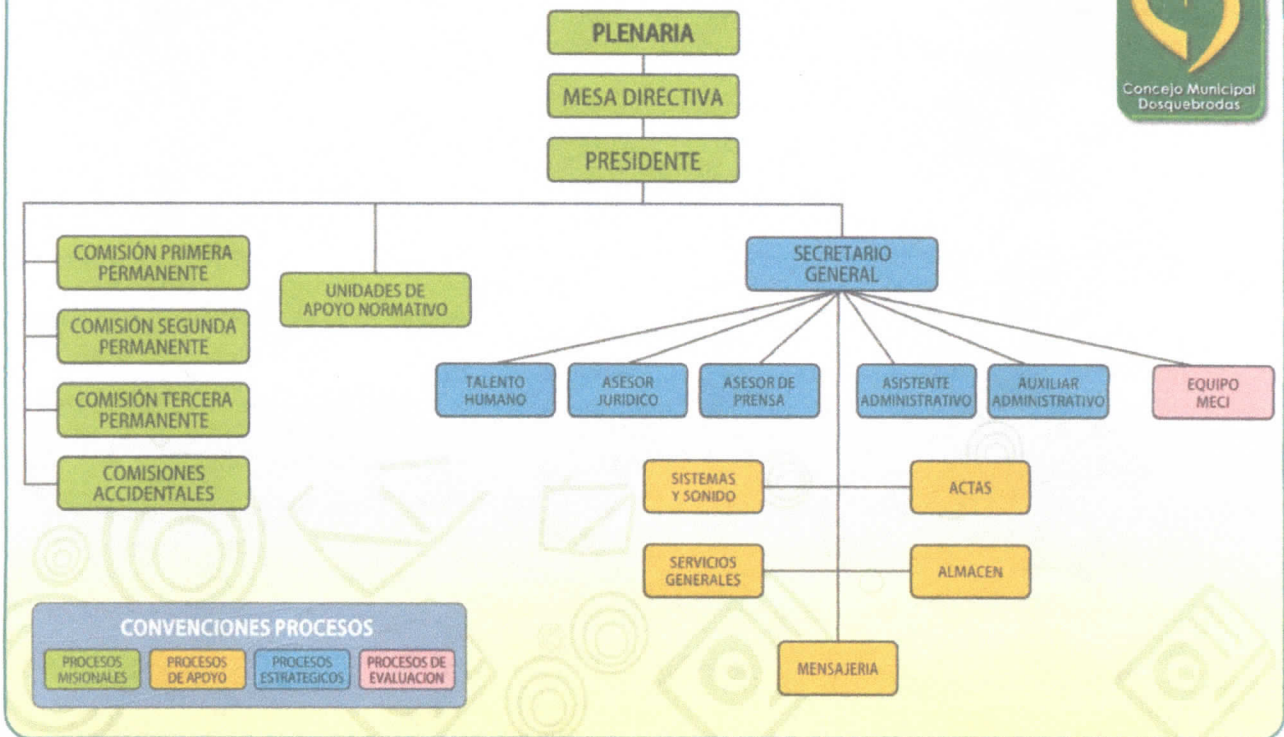 PLENARIA
MESA DIRECTIVA
PRESIDENTE
Concejo Municipal
Dosquebradas
COMISIÓN PRIMERA
PERMANENTE
COMISIÓN SEGUNDA
PERMANENTE
COMISIÓN TERCERA
PERMANENTE
COMISIONES
ACCIDENTALES
UNIDADES DE
APOYO NORMATIVO
SECRETARIO
GENERAL
TALENTO
HUMANO
ASESOR
JURIDICO
ASESOR DE
PRENSA
ASISTENTE
ADMINISTRATIVO
AUXILIAR
ADMINISTRATIVO
EQUIPO
MECI
SISTEMAS
Y SONIDO
ACTAS
SERVICIOS
GENERALES
ALMACEN
MENSAJERIA
CONVENCIONES PROCESOS
PROCESOS
MISIONALES
PROCESOS
DE APOYO
PROCESOS
ESTRATEGICOS
PROCESOS DE
EVALUACION